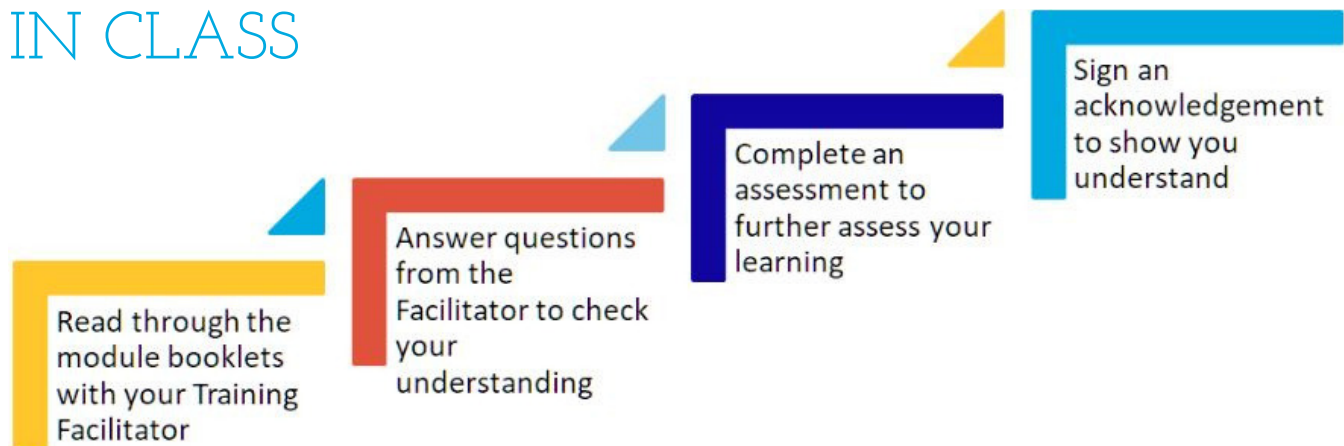 IN CLASS
Read through the
module booklets
with your Training
Facilitator
Answer questions
from the
Facilitator to check
your
understanding
Complete an
assessment to
further assess your
learning
Sign an
acknowledgement
to show you
understand